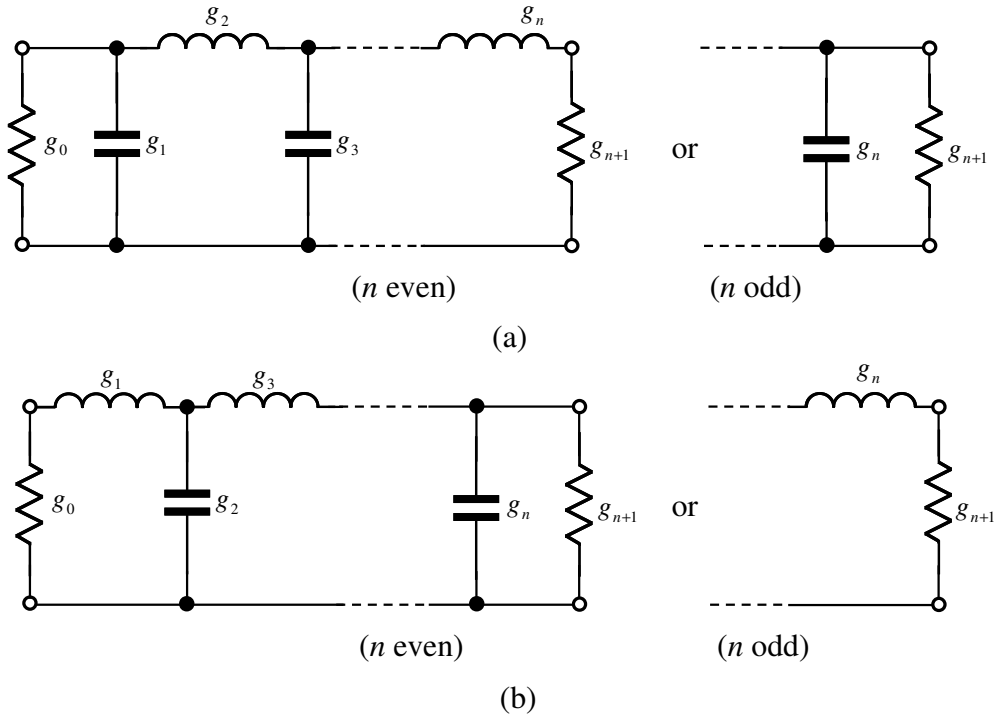 g2 gn
g0 g1 g3 gn+1 or gn gn+1
(n even) (n odd)
(a)
g1 g3 gn
g0 g2 gn gn+1 or gn+1
(n even) (n odd)
(b)